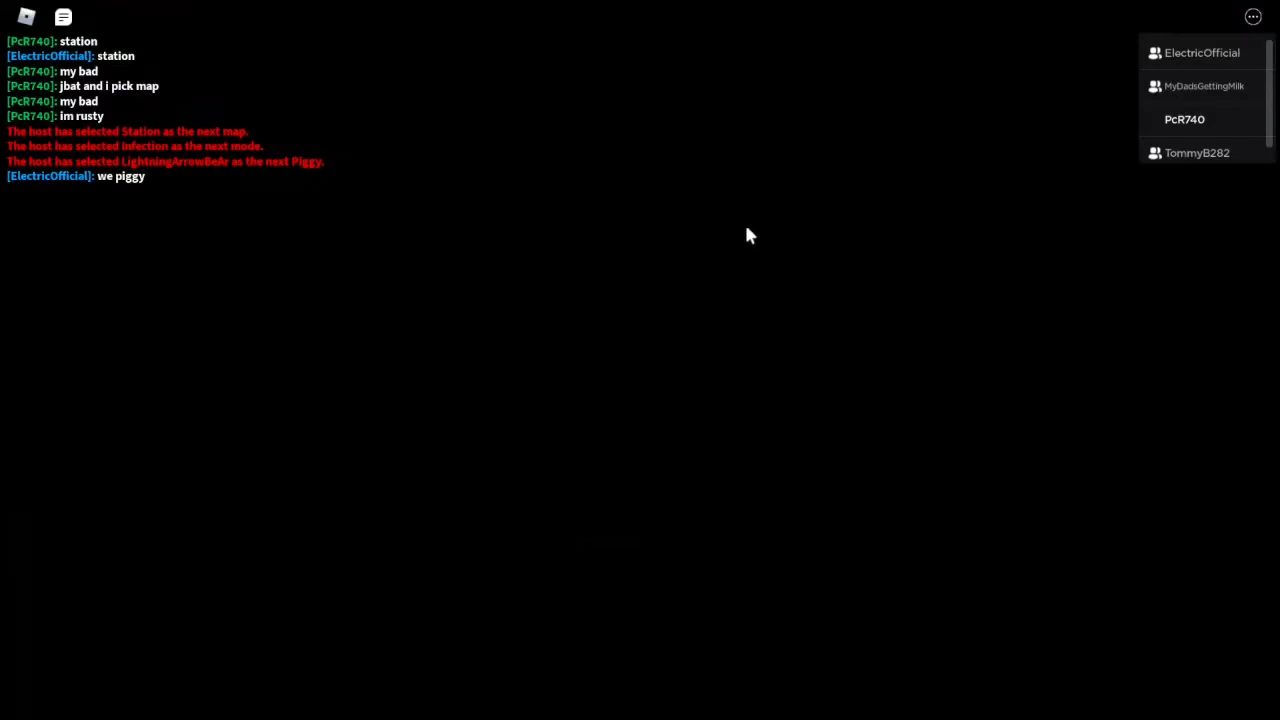 [PcR740]: station
[ElectricOfficial]: station
[PcR740]: my bad
[PcR740]: jbat and i pick map
[PcR740]: my bad
[PcR740]: im rusty
The host has selected Station as the next map.
The host has selected Infection as the next mode.
The host has selected LightningArrowBeAr as the next Piggy.
[ElectricOfficial]: we piggy
ElectricOfficial
MyDadsGettingMilk
PcR740
TommyB282